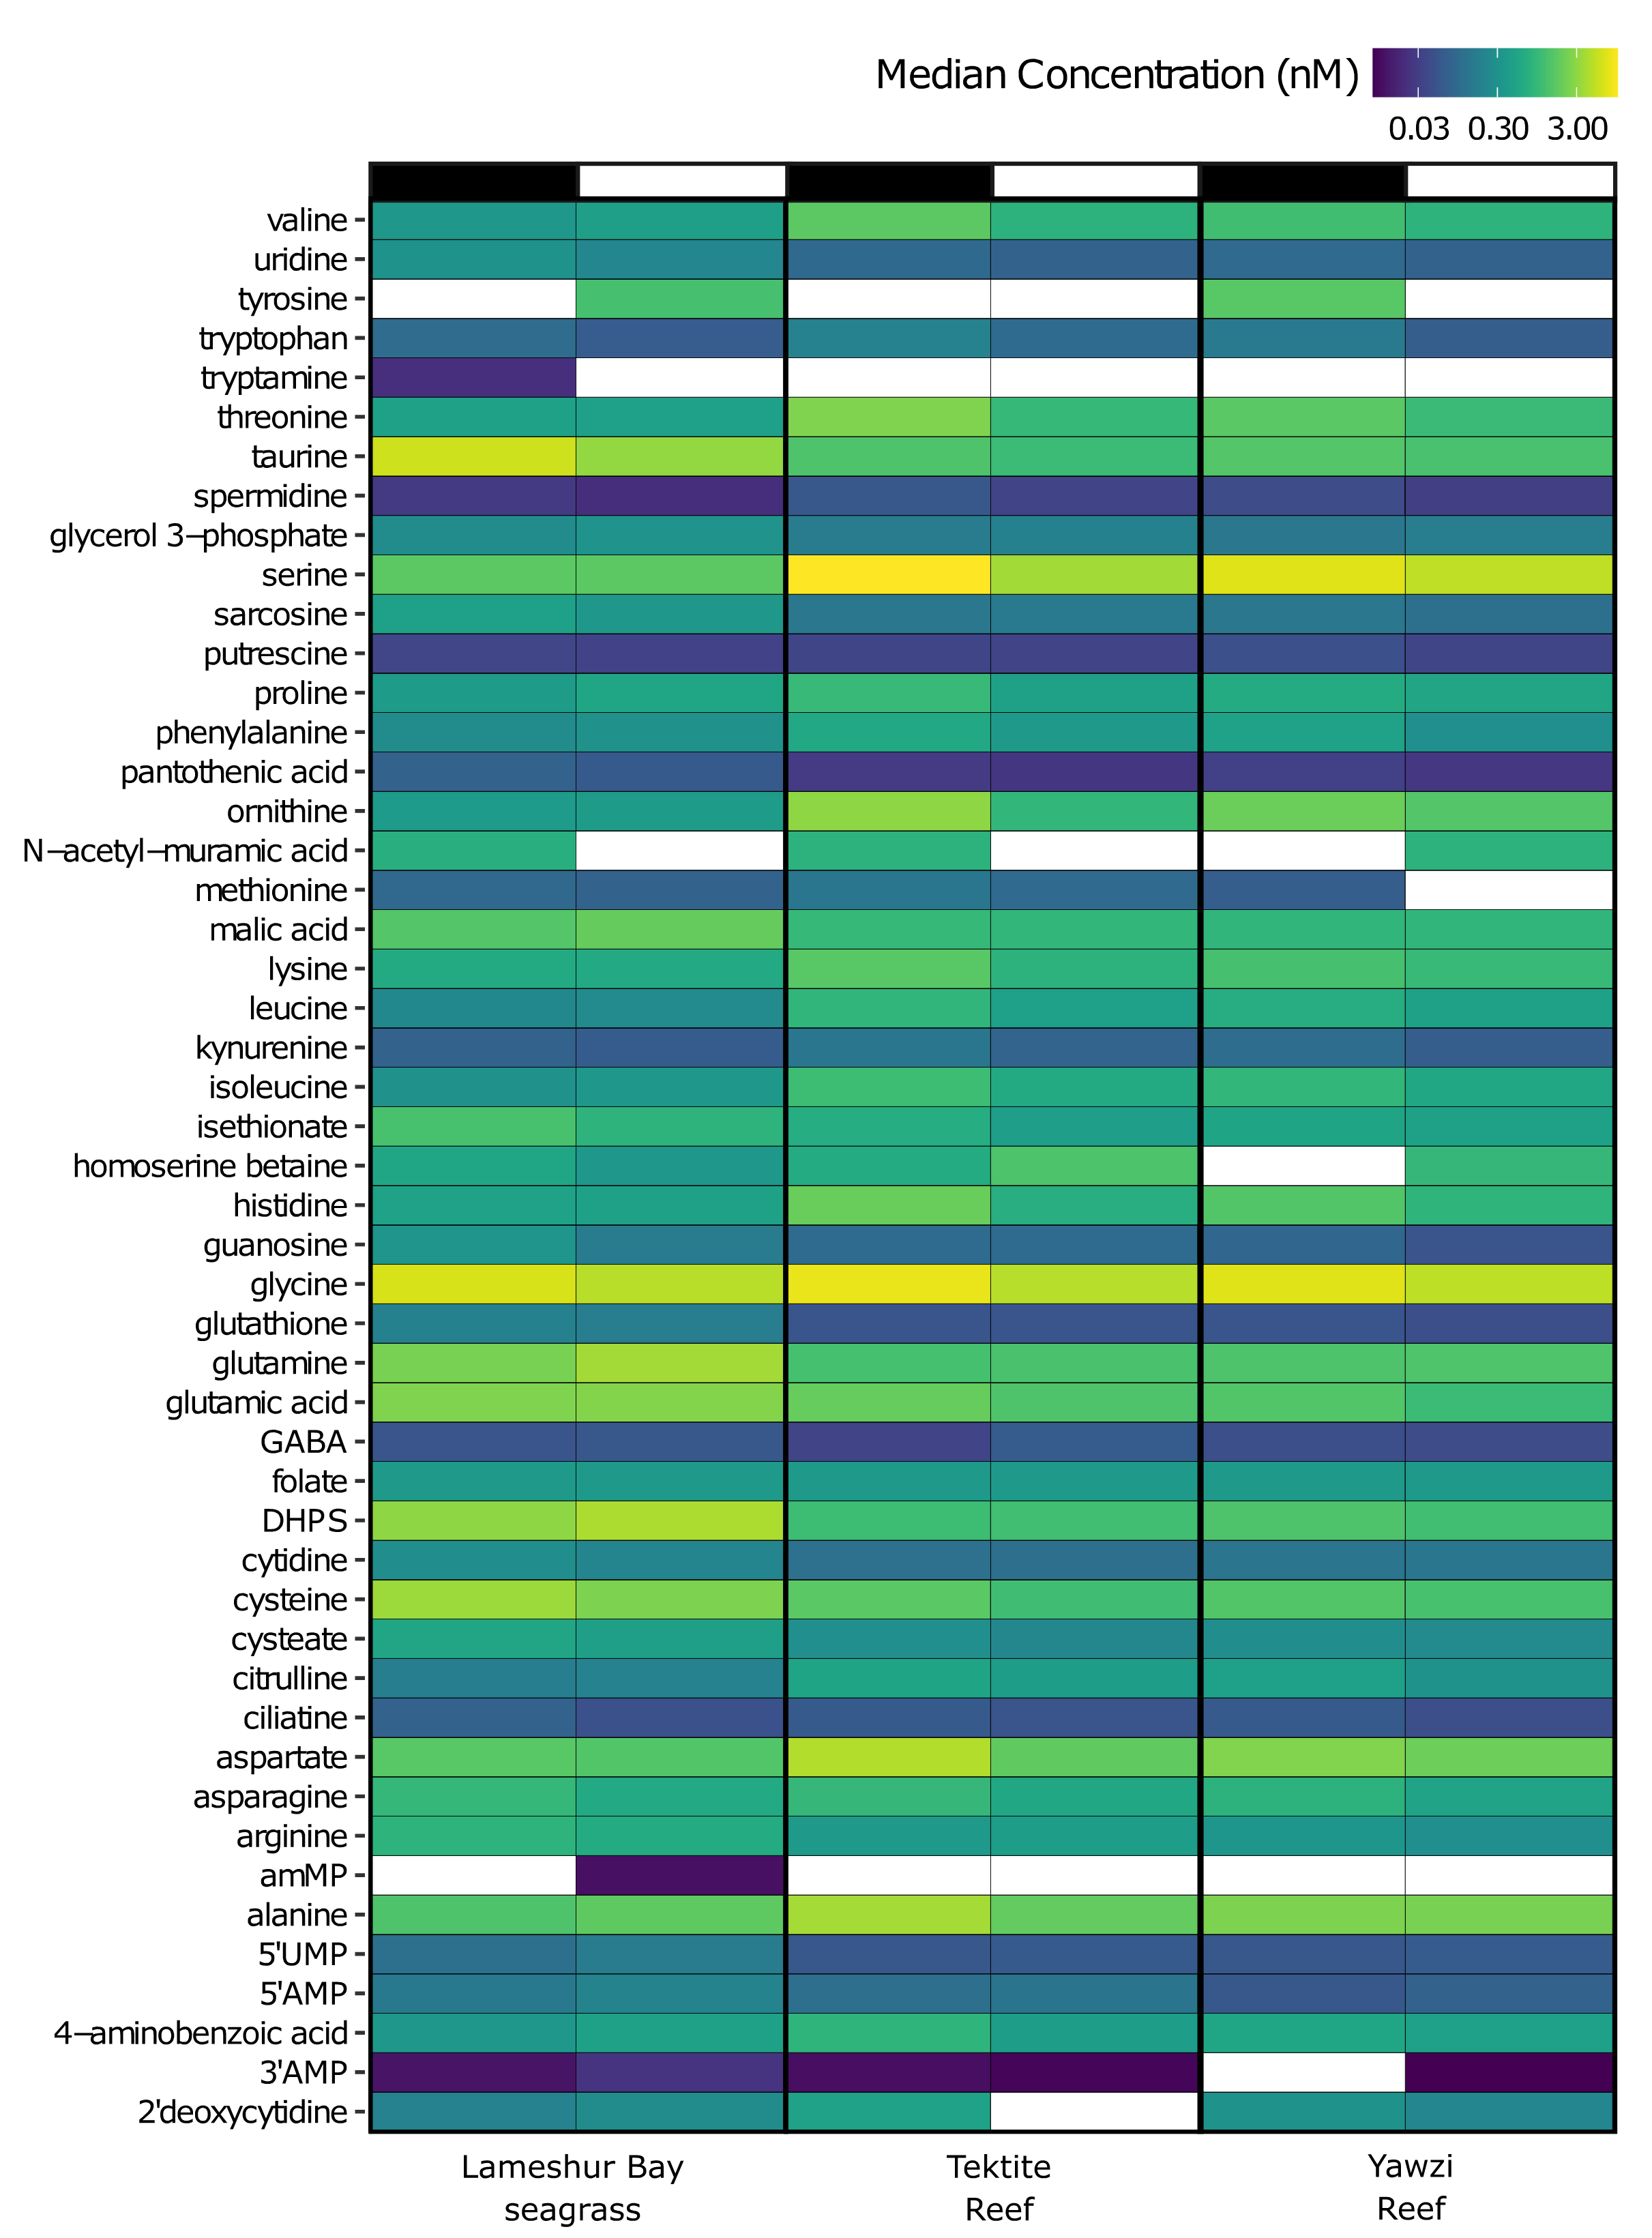 Median Concentration (nM)
0.03 0.30 3.00
valine
uridine
tyrosine
tryptophan
tryptamine
threonine
taurine
spermidine
glycerol 3−phosphate
serine
sarcosine
putrescine
proline
phenylalanine
pantothenic acid
ornithine
N−acetyl−muramic acid
methionine
malic acid
lysine
leucine
kynurenine
isoleucine
isethionate
homoserine betaine
histidine
guanosine
glycine
glutathione
glutamine
glutamic acid
GABA
folate
DHPS
cytidine
cysteine
cysteate
citrulline
ciliatine
aspartate
asparagine
arginine
amMP
alanine
5'UMP
5'AMP
4−aminobenzoic acid
3'AMP
2'deoxycytidine
Lameshur Bay seagrass
Tektite Reef
Yawzi Reef